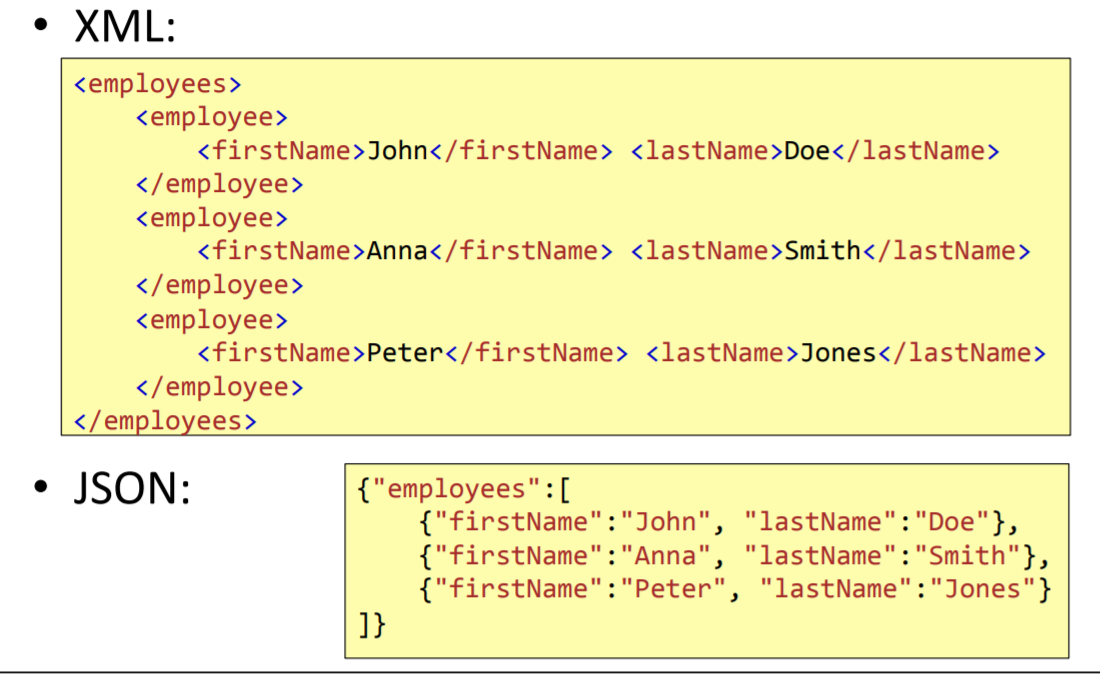 • XML:
<employees>
    <employee>
        <firstName>John</firstName> <lastName>Doe</lastName>
    </employee>
    <employee>
        <firstName>Anna</firstName> <lastName>Smith</lastName>
    </employee>
    <employee>
        <firstName>Peter</firstName> <lastName>Jones</lastName>
    </employee>
</employees>
• JSON:
{"employees":[
    {"firstName":"John", "lastName":"Doe"},
    {"firstName":"Anna", "lastName":"Smith"},
    {"firstName":"Peter", "lastName":"Jones"}
]}